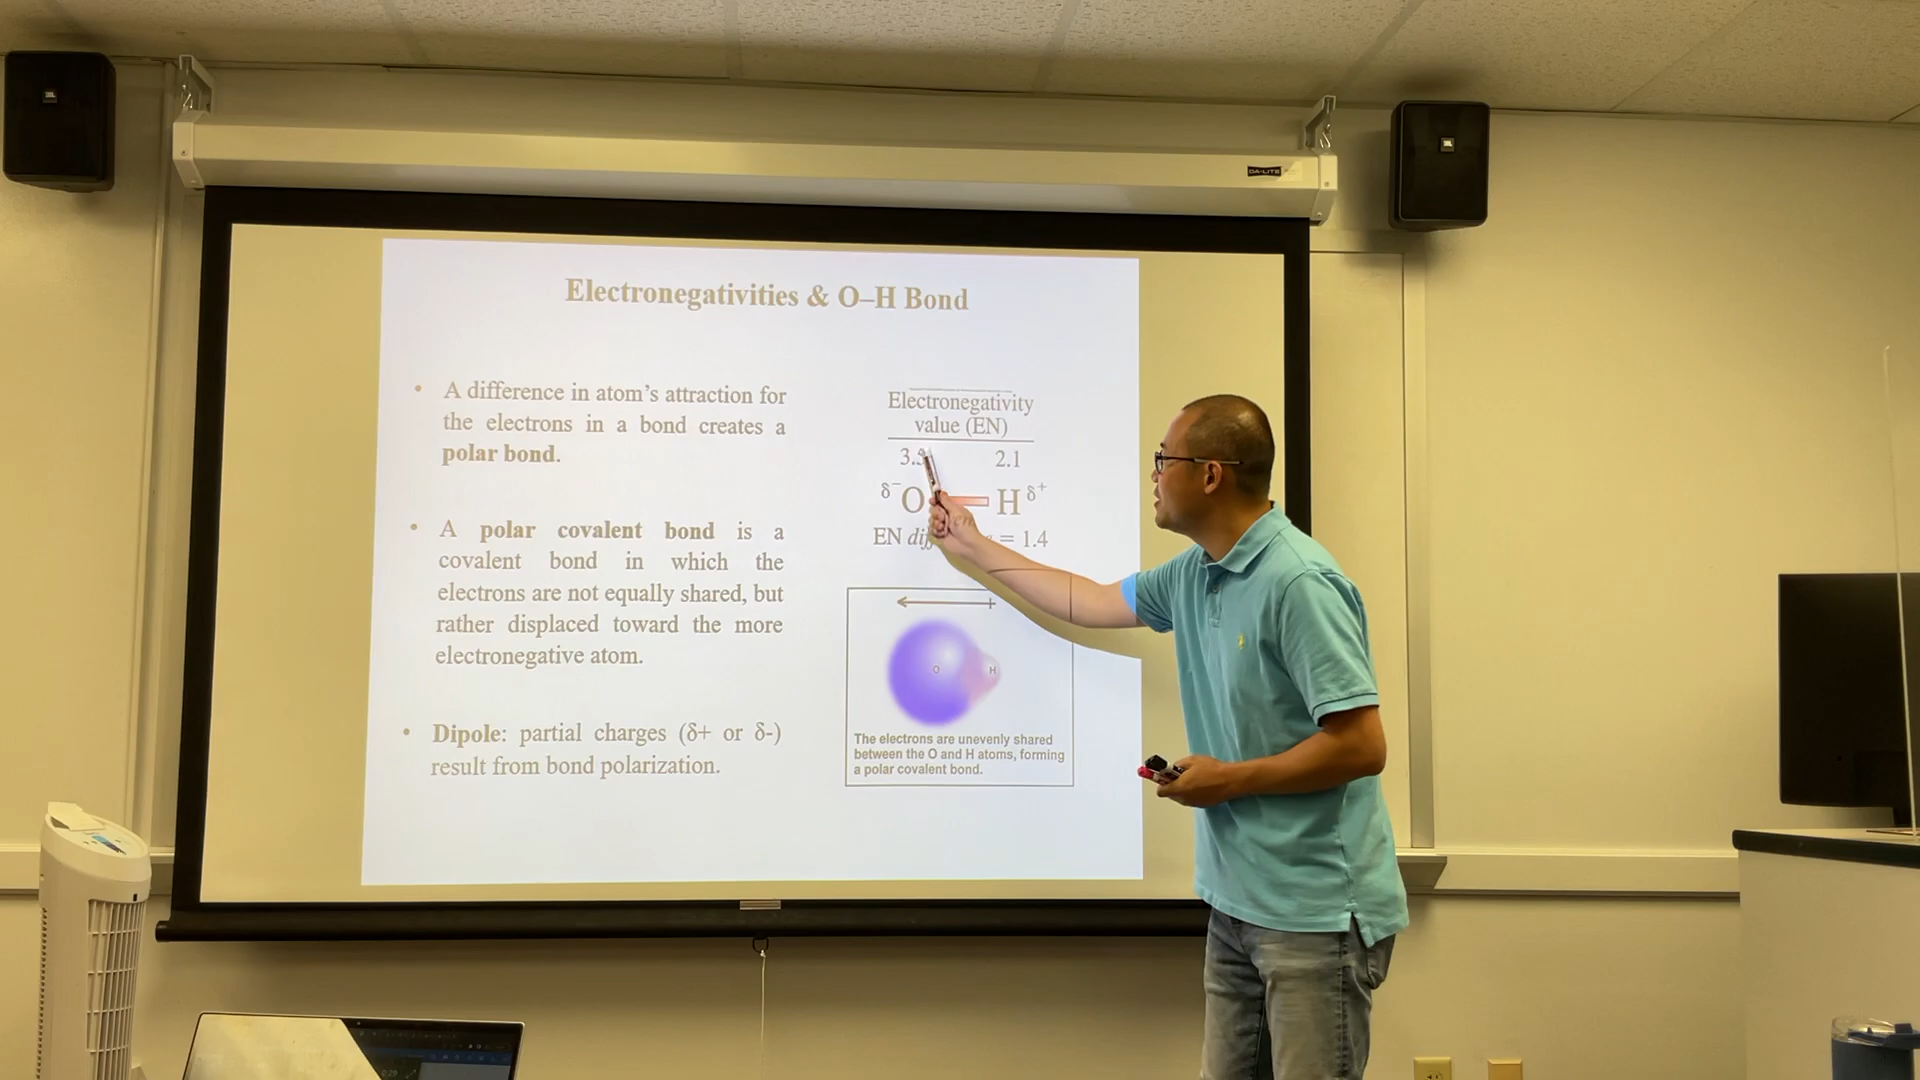 JBL
JBL
DA-LITE
Electronegativities & O–H Bond
• A difference in atom's attraction for
the electrons in a bond creates a
polar bond.
• A polar covalent bond is a
covalent bond in which the
electrons are not equally shared, but
rather displaced toward the more
electronegative atom.
• Dipole: partial charges (δ+ or δ-)
result from bond polarization.
Electronegativity
value (EN)
2.1
δ⁻ O H δ⁺
EN = 1.4
O H
The electrons are unevenly shared
between the O and H atoms, forming
a polar covalent bond.